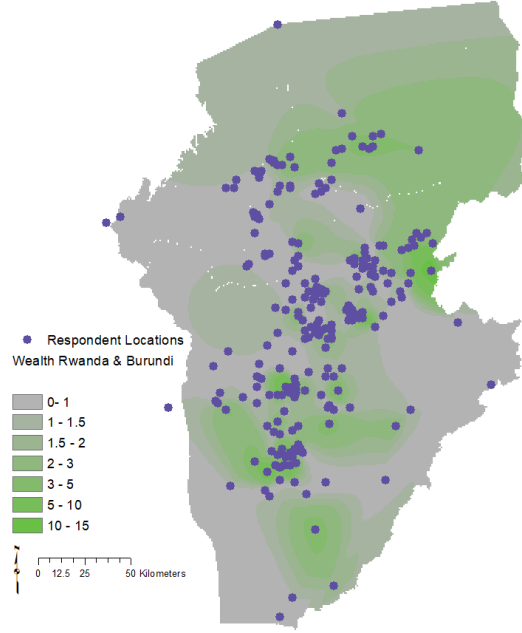 Respondent Locations
Wealth Rwanda & Burundi
0- 1
1 - 1.5
1.5 - 2
2 - 3
3 - 5
5 - 10
10 - 15
0 12.5 25 50 Kilometers